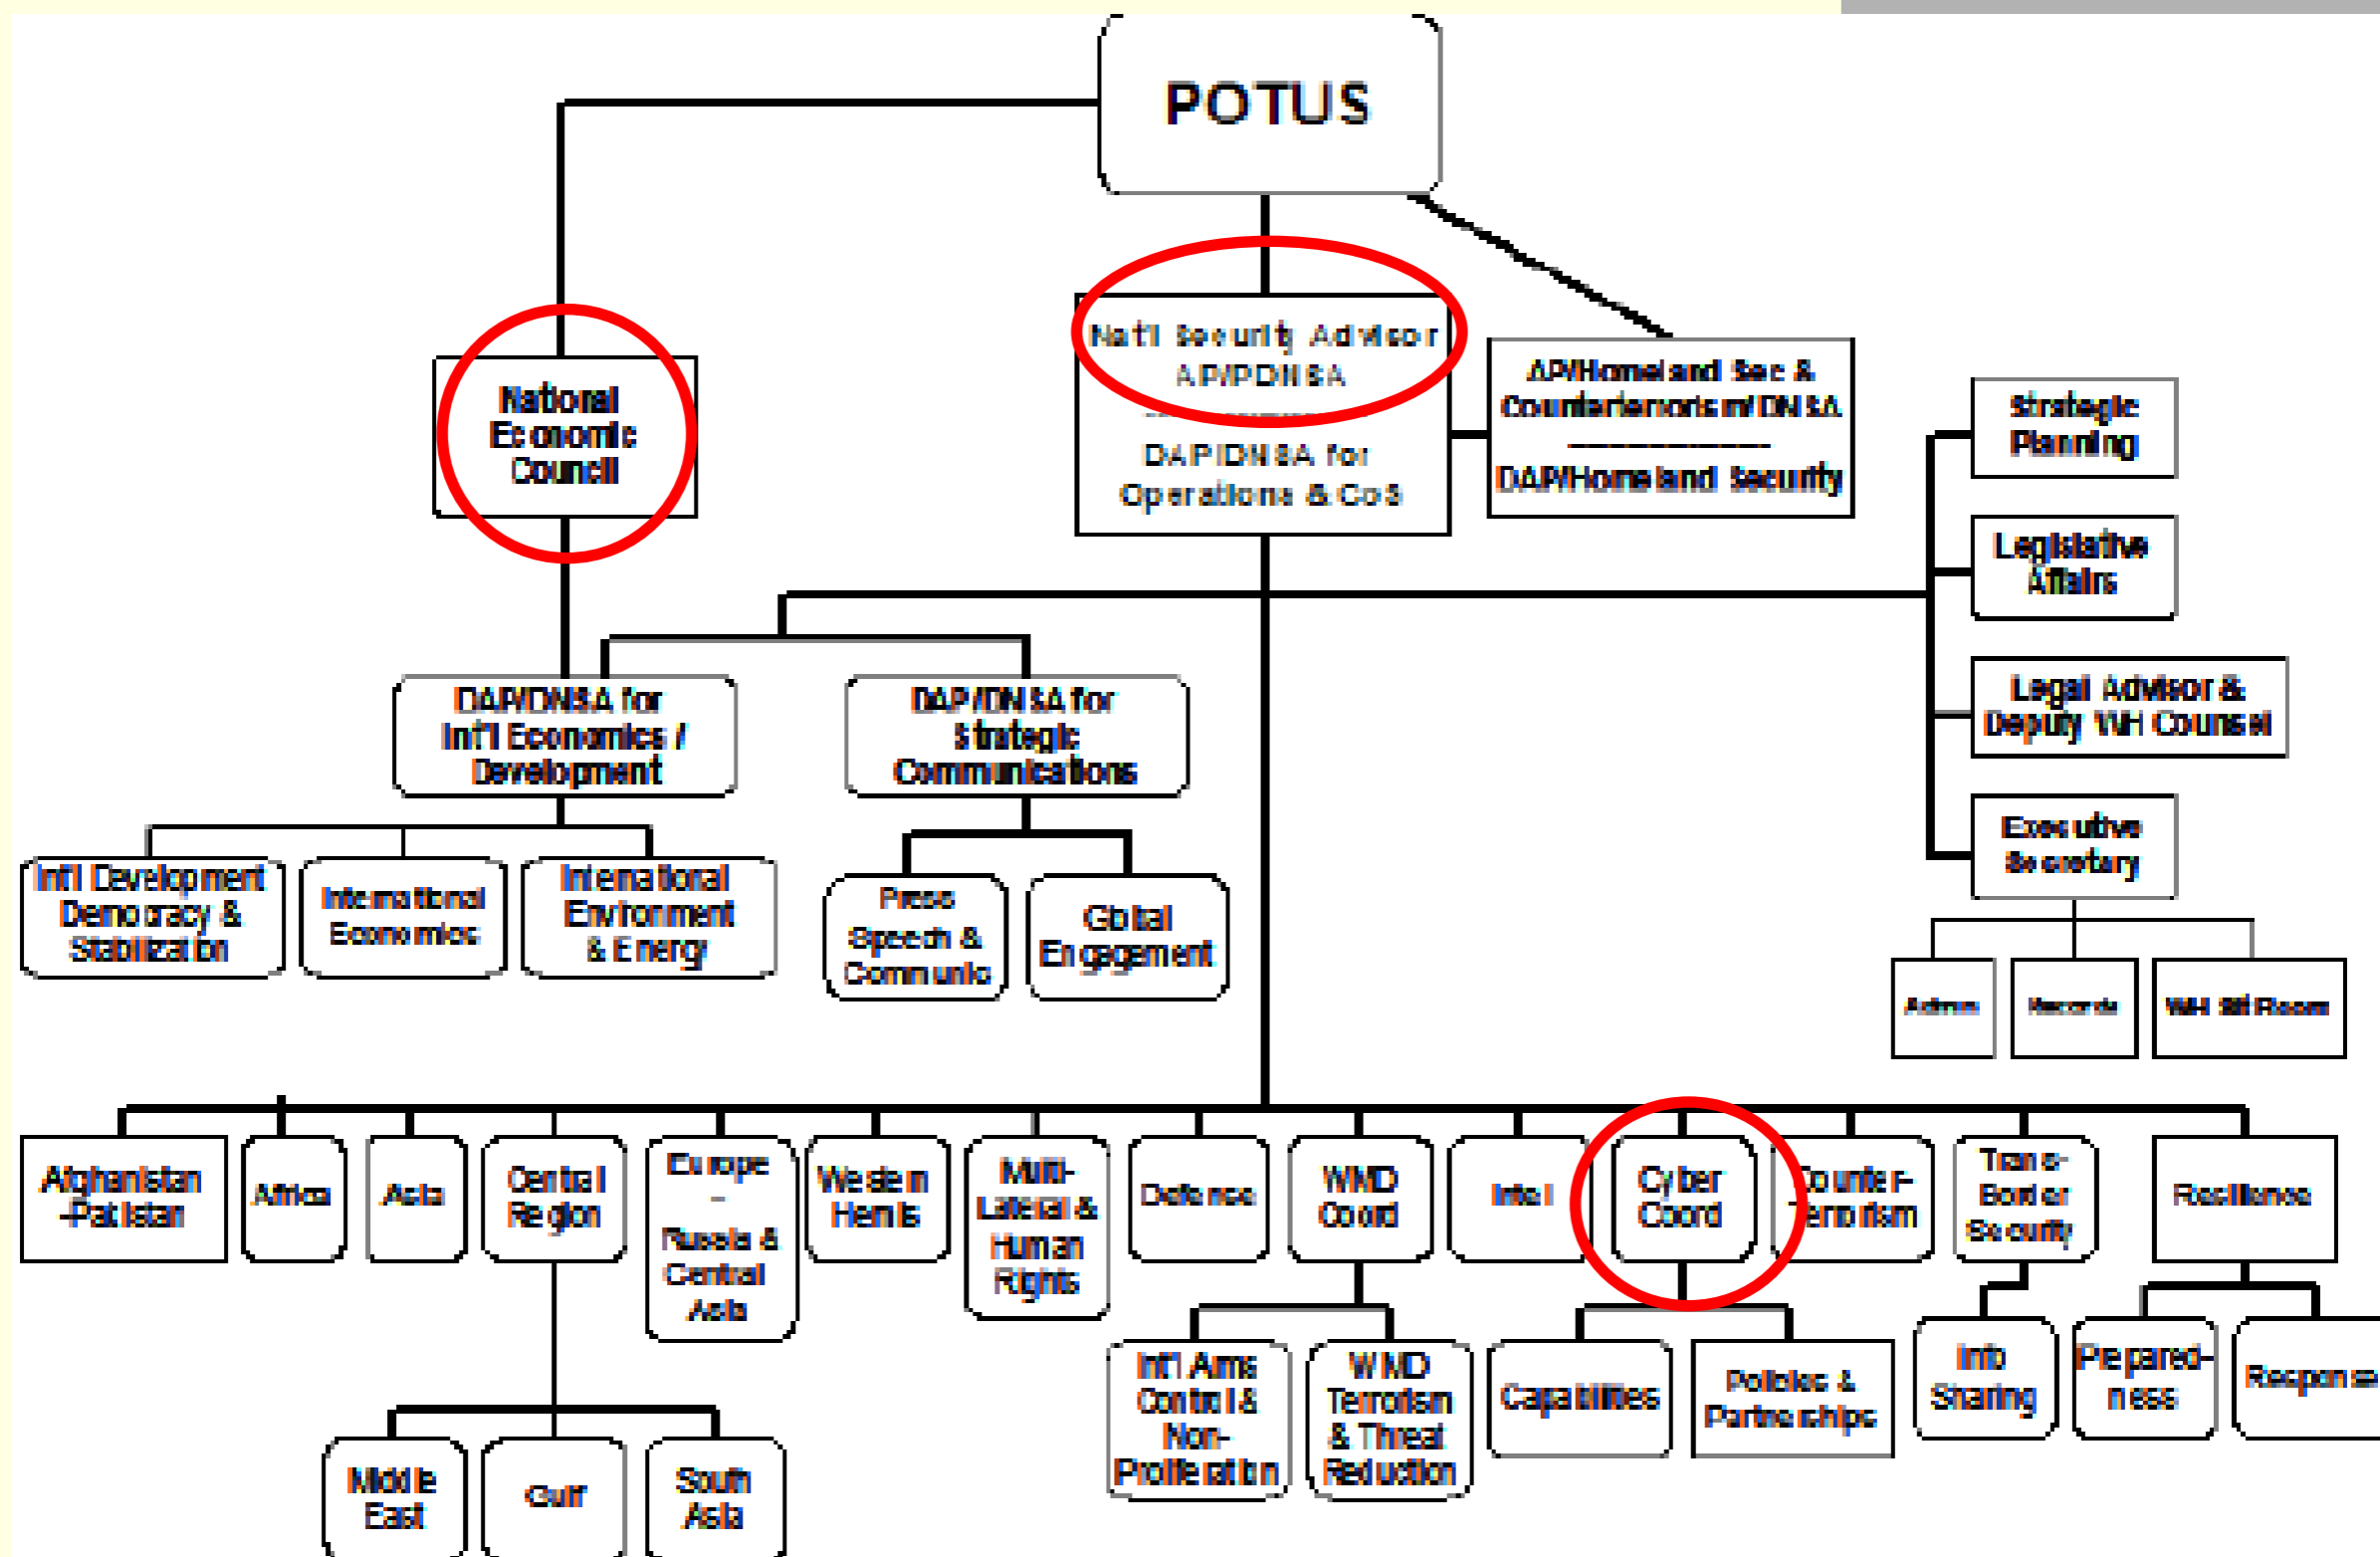 POTUS
Nat'l Security Advisor
AP/PDNSA
DAP/DNSA for
Operations & CoS
AP/Homeland Sec &
Counterterrorism/DNSA
DAP/Homeland Security
National
Economic
Council
Strategic
Planning
Legislative
Affairs
Legal Advisor &
Deputy WH Counsel
Executive
Secretary
Admin
Records
WH Sit Room
DAP/DNSA for
Int'l Economics /
Development
DAP/DNSA for
Strategic
Communications
Int'l Development
Democracy &
Stabilization
International
Economics
International
Environment
& Energy
Press
Speech &
Communic
Global
Engagement
Afghanistan
-Pakistan
Africa
Asia
Central
Region
Europe
–
Russia &
Central
Asia
Western
Hemis
Multi-
Lateral &
Human
Rights
Defense
WMD
Coord
Intel
Cyber
Coord
Counter-
Terrorism
Trans-
Border
Security
Resilience
Middle
East
Gulf
South
Asia
Int'l Arms
Control &
Non-
Proliferation
WMD
Terrorism
& Threat
Reduction
Capabilities
Policies &
Partnerships
Info
Sharing
Prepared-
ness
Response